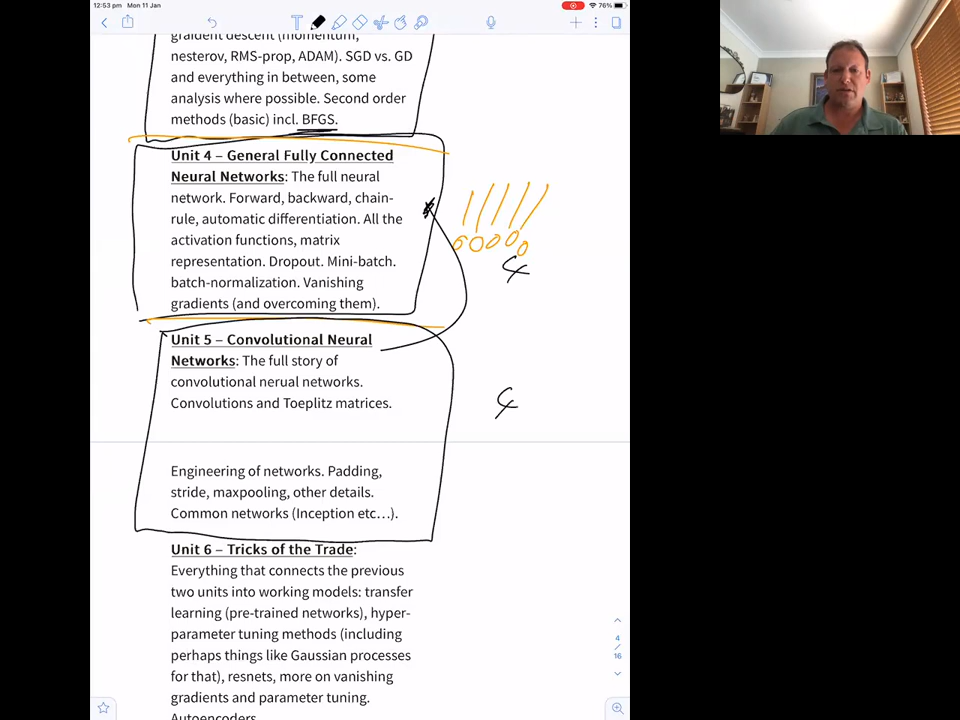 12:53 pm Mon 11 Jan
76%
gradient descent (momentum,
nesterov, RMS-prop, ADAM). SGD vs. GD
and everything in between, some
analysis where possible. Second order
methods (basic) incl. BFGS.
Unit 4 – General Fully Connected
Neural Networks: The full neural
network. Forward, backward, chain-
rule, automatic differentiation. All the
activation functions, matrix
representation. Dropout. Mini-batch.
batch-normalization. Vanishing
gradients (and overcoming them).
4
Unit 5 – Convolutional Neural
Networks: The full story of
convolutional nerual networks.
Convolutions and Toeplitz matrices.
4
Engineering of networks. Padding,
stride, maxpooling, other details.
Common networks (Inception etc...).
Unit 6 – Tricks of the Trade:
Everything that connects the previous
two units into working models: transfer
learning (pre-trained networks), hyper-
parameter tuning methods (including
perhaps things like Gaussian processes
for that), resnets, more on vanishing
gradients and parameter tuning.
Autoencoders
4
/
16